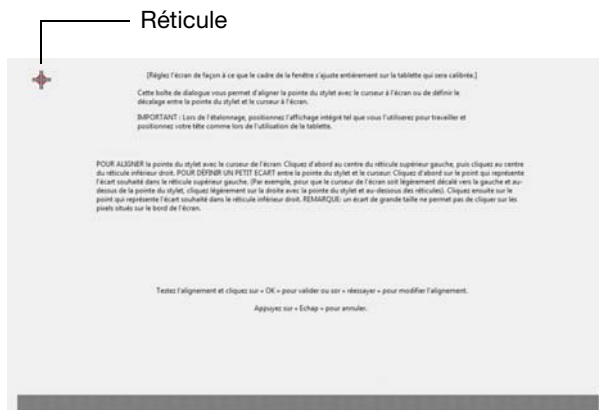 Réticule
[Réglez l'écran de façon à ce que le cadre de la fenêtre s'ajuste entièrement sur la tablette qui sera calibrée.]
Cette boîte de dialogue vous permet d'aligner la pointe du stylet avec le curseur à l'écran ou de définir le
décalage entre la pointe du stylet et le curseur à l'écran.
IMPORTANT : Lors de l'étalonnage, positionnez l'affichage intégré tel que vous l'utiliserez pour travailler et
positionnez votre tête comme lors de l'utilisation de la tablette.
POUR ALIGNER la pointe du stylet avec le curseur de l'écran: Cliquez d'abord au centre du réticule supérieur gauche, puis cliquez au centre
du réticule inférieur droit. POUR DÉFINIR UN PETIT ECART entre la pointe du stylet et le curseur: Cliquez d'abord sur le point qui représente
l'écart souhaité dans le réticule supérieur gauche. (Par exemple, pour que le curseur de l'écran soit légèrement décalé vers la gauche et au-
dessus de la pointe du stylet, cliquez légèrement sur la droite avec la pointe du stylet et au-dessous des réticules). Cliquez ensuite sur le
point qui représente l'écart souhaité dans le réticule inférieur droit. REMARQUE: un écart de grande taille ne permet pas de cliquer sur les
pixels situés sur le bord de l'écran.
Testez l'alignement et cliquez sur « OK » pour valider ou sur « réessayer » pour modifier l'alignement.
Appuyez sur « Echap » pour annuler.